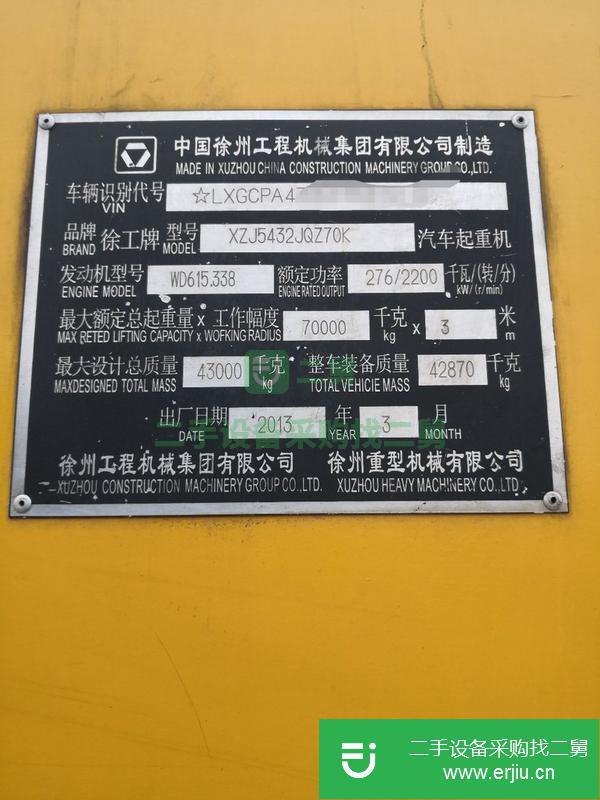 中国徐州工程机械集团有限公司制造
MADE IN XUZHOU CHINA CONSTRUCTION MACHINERY GROUP CO.,LTD.
车辆识别代号 ☆LXGCPA4
VIN
品牌 徐工牌 型号 XZJ5432JQZ70K 汽车起重机
BRAND MODEL
发动机型号 WD615.338 额定功率 276/2200 千瓦/(转/分)
ENGINE MODEL ENGINE RATED OUTPUT kW/(r/min)
最大额定总起重量 x 工作幅度 70000 千克 x 3 米
MAX RETED LIFTING CAPACITY x WORKING RADIUS kg m
最大设计总质量 43000 千克 整车装备质量 42870 千克
MAXDESIGNED TOTAL MASS kg TOTAL VEHICIE MASS kg
出厂日期 2013 年 3 月
DATE YEAR MONTH
二手设备采购找二舅
徐州工程机械集团有限公司 徐州重型机械有限公司
XUZHOU CONSTRUCTION MACHINERY GROUP CO.,LTD. XUZHOU HEAVY MACHINERY CO.,LTD
二手设备采购找二舅
www.erjiu.cn